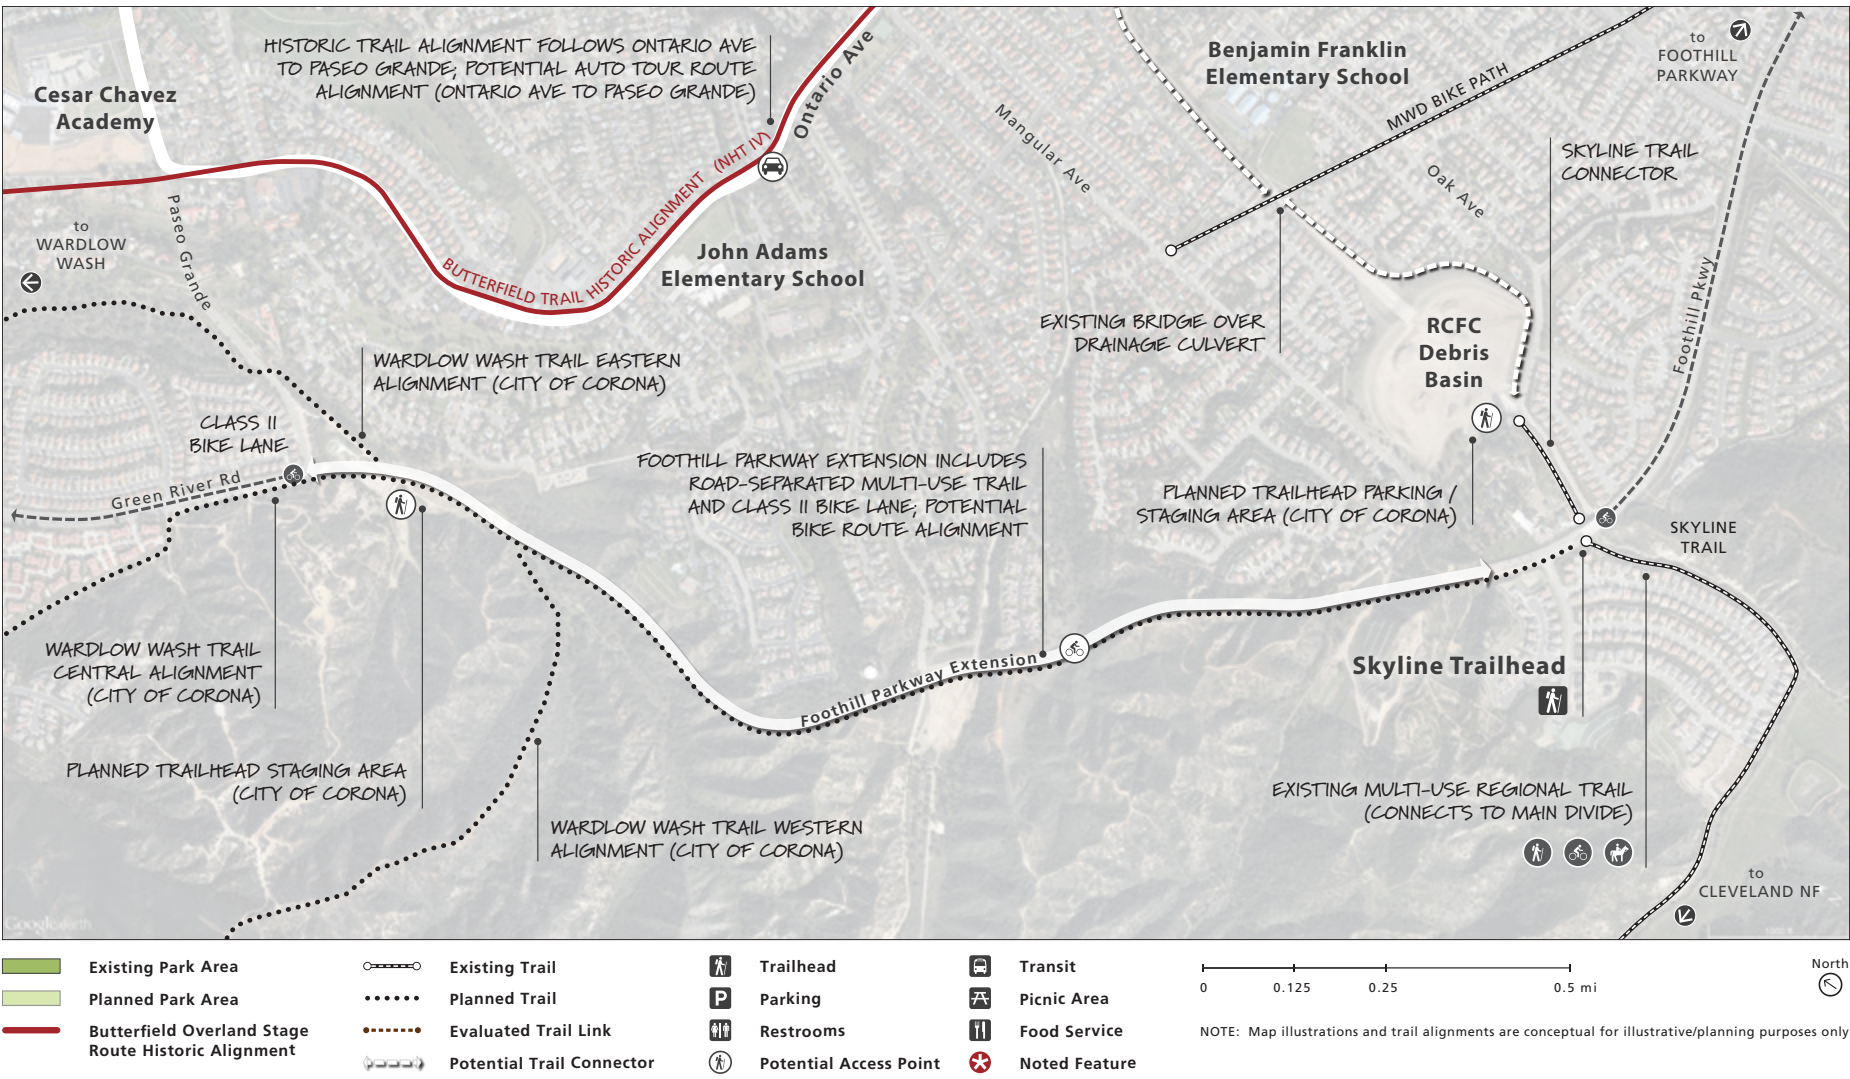 HISTORIC TRAIL ALIGNMENT FOLLOWS ONTARIO AVE
TO PASEO GRANDE; POTENTIAL AUTO TOUR ROUTE
ALIGNMENT (ONTARIO AVE TO PASEO GRANDE)
Cesar Chavez
Academy
Ontario Ave
Benjamin Franklin
Elementary School
to
FOOTHILL
PARKWAY
MWD BIKE PATH
Mangular Ave
Oak Ave
SKYLINE TRAIL
CONNECTOR
BUTTERFIELD TRAIL HISTORIC ALIGNMENT (NHT IV)
Paseo Grande
to
WARDLOW
WASH
John Adams
Elementary School
EXISTING BRIDGE OVER
DRAINAGE CULVERT
RCFC
Debris
Basin
Foothill Pkwy
WARDLOW WASH TRAIL EASTERN
ALIGNMENT (CITY OF CORONA)
CLASS II
BIKE LANE
Green River Rd
FOOTHILL PARKWAY EXTENSION INCLUDES
ROAD-SEPARATED MULTI-USE TRAIL
AND CLASS II BIKE LANE; POTENTIAL
BIKE ROUTE ALIGNMENT
PLANNED TRAILHEAD PARKING /
STAGING AREA (CITY OF CORONA)
SKYLINE
TRAIL
WARDLOW WASH TRAIL
CENTRAL ALIGNMENT
(CITY OF CORONA)
Foothill Parkway Extension
Skyline Trailhead
PLANNED TRAILHEAD STAGING AREA
(CITY OF CORONA)
WARDLOW WASH TRAIL WESTERN
ALIGNMENT (CITY OF CORONA)
EXISTING MULTI-USE REGIONAL TRAIL
(CONNECTS TO MAIN DIVIDE)
to
CLEVELAND NF
Google earth
Existing Park Area
Planned Park Area
Butterfield Overland Stage
Route Historic Alignment
Existing Trail
Planned Trail
Evaluated Trail Link
Potential Trail Connector
Trailhead
P Parking
Restrooms
Potential Access Point
Transit
Picnic Area
Food Service
Noted Feature
0 0.125 0.25 0.5 mi
North
NOTE: Map illustrations and trail alignments are conceptual for illustrative/planning purposes only